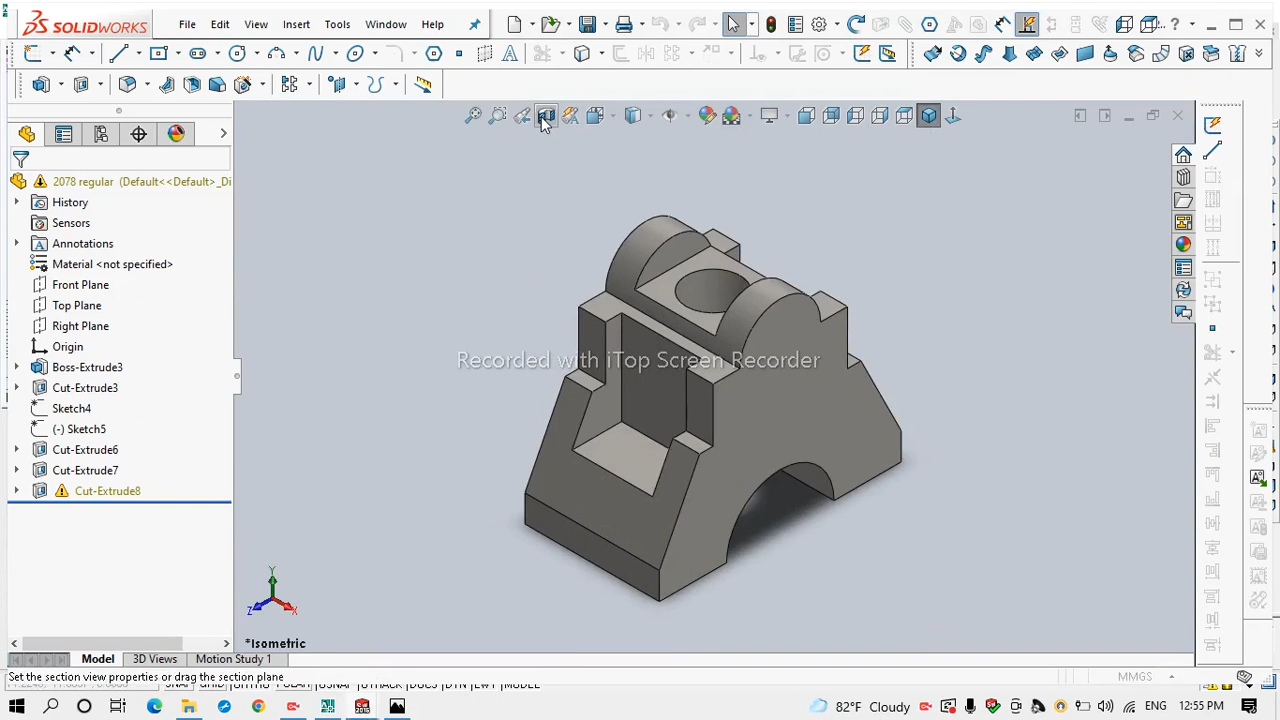 SOLIDWORKS File Edit View Insert Tools Window Help
2078 regular (Default<<Default>_Di
History
Sensors
Annotations
Material <not specified>
Front Plane
Top Plane
Right Plane
Origin
Boss-Extrude3
Cut-Extrude3
Sketch4
(-) Sketch5
Cut-Extrude6
Cut-Extrude7
Cut-Extrude8
Recorded with iTop Screen Recorder
Y
Z X
*Isometric
Model 3D Views Motion Study 1
Set the section view properties or drag the section plane
MMGS
82°F Cloudy ENG 12:55 PM